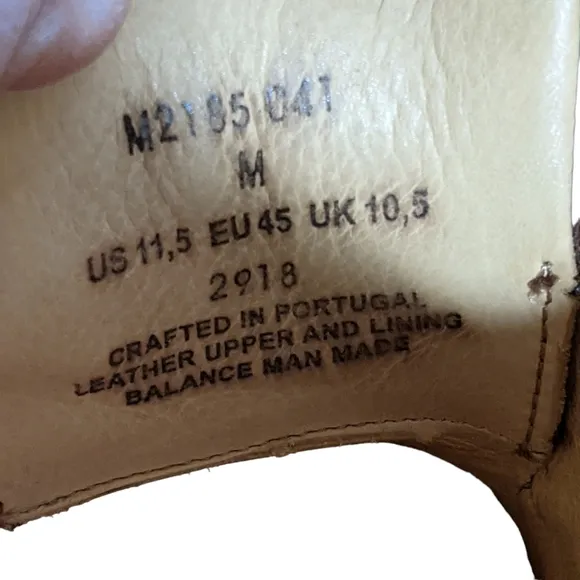 M2185 041
M
US 11,5 EU 45 UK 10,5
2918
CRAFTED IN PORTUGAL
LEATHER UPPER AND LINING
BALANCE MAN MADE